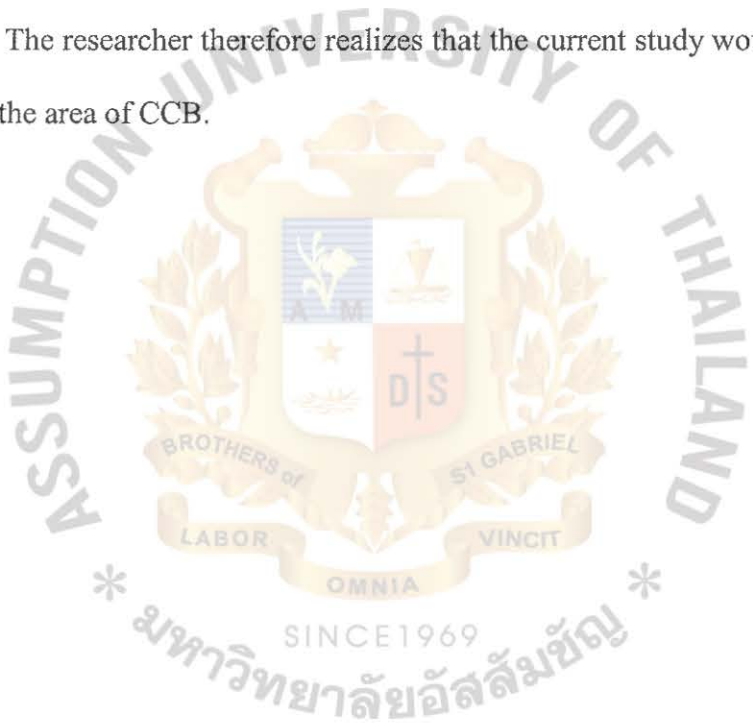 The researcher therefore realizes that the current study wo
the area of CCB.
ASSUMPTION UNIVERSITY OF THAILAND
A M
D S
BROTHERS of ST GABRIEL
LABOR OMNIA VINCIT
SINCE1969
* มหาวิทยาลัยอัสสัมชัญ *